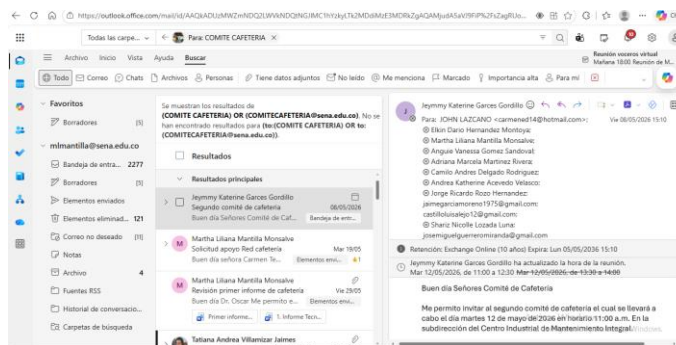 https://outlook.office.com/mail/id/
Todas las carpe...
Para: COMITE CAFETERIA
Archivo Inicio Vista Ayuda Buscar
Reunión voceros virtual
Mañana 18:00 Reunión de M...
Todo Correo Chats Archivos Personas Tiene datos adjuntos No leído Me menciona Marcado Importancia alta Para mí
Favoritos
Borradores [5]
mlmantilla@sena.edu.co
Bandeja de entra... 2277
Borradores [5]
Elementos enviados
Elementos eliminad... 121
Correo no deseado [11]
Notas
Archivo 4
Fuentes RSS
Historial de conversacio...
Carpetas de búsqueda
Se muestran los resultados de
(COMITE CAFETERIA) OR (COMITECAFETERIA@sena.edu.co). No se
han encontrado resultados para (to:(COMITE CAFETERIA) OR to:
(COMITECAFETERIA@sena.edu.co)).
Resultados
Resultados principales
Jeymmy Katerine Garces Gordillo
Segundo comité de cafetería 08/05/2026
Buen día Señores Comité de Caf... Bandeja de entr...
M
Martha Liliana Mantilla Monsalve
Solicitud apoyo Red cafetería Mar 19/05
Buen día señora Carmen Te... Elementos envi...
M
Martha Liliana Mantilla Monsalve
Revisión primer informe de cafetería Vie 29/05
Buen día Dr. Oscar Me permito e... Elementos envi...
Primer informe... 1. Informe Tecn...
Tatiana Andrea Villamizar Jaimes
J
Jeymmy Katerine Garces Gordillo
Para: JOHN LAZCANO <carmened14@hotmail.com>; Vie 08/05/2026 15:10
Elkin Dario Hernandez Montoya;
Martha Liliana Mantilla Monsalve;
Anguie Vanessa Gomez Sandoval;
Adriana Marcela Martinez Rivera;
Camilo Andres Delgado Rodriguez;
Andrea Katherine Acevedo Velasco;
Jorge Ricardo Rozo Hernandez;
jaimegarciamoreno1975@gmail.com;
castilloluisalejo12@gmail.com;
Shariz Nicolle Lozada Luna;
josemiguelguerreromiranda@gmail.com
Retención: Exchange Online (10 años) Expira: Lun 05/05/2036 15:10
Jeymmy Katerine Garces Gordillo ha actualizado la hora de la reunión.
Mar 12/05/2026, de 11:00 a 12:30 Mar 12/05/2026, de 13:30 a 14:00
Buen día Señores Comité de Cafetería
Me permito invitar al segundo comité de cafetería el cual se llevará a
cabo el día martes 12 de mayo de 2026 en horario 11:00 a.m. En la
subdirección del Centro Industrial de Mantenimiento Integral.